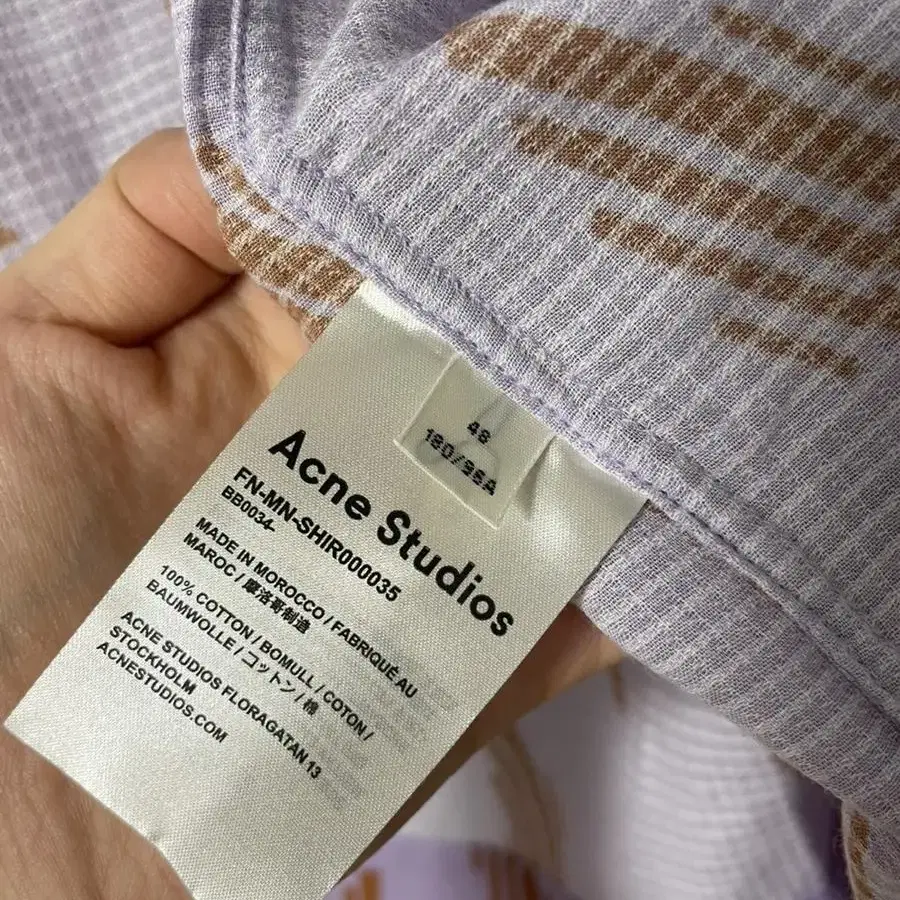 48
180/96A
Acne Studios
FN-MN-SHIR000035
BB0034-
MADE IN MOROCCO / FABRIQUÉ AU
MAROC / 摩洛哥制造
100% COTTON / BOMULL / COTON /
BAUMWOLLE / コットン / 棉
ACNE STUDIOS FLORAGATAN 13
STOCKHOLM
ACNESTUDIOS.COM